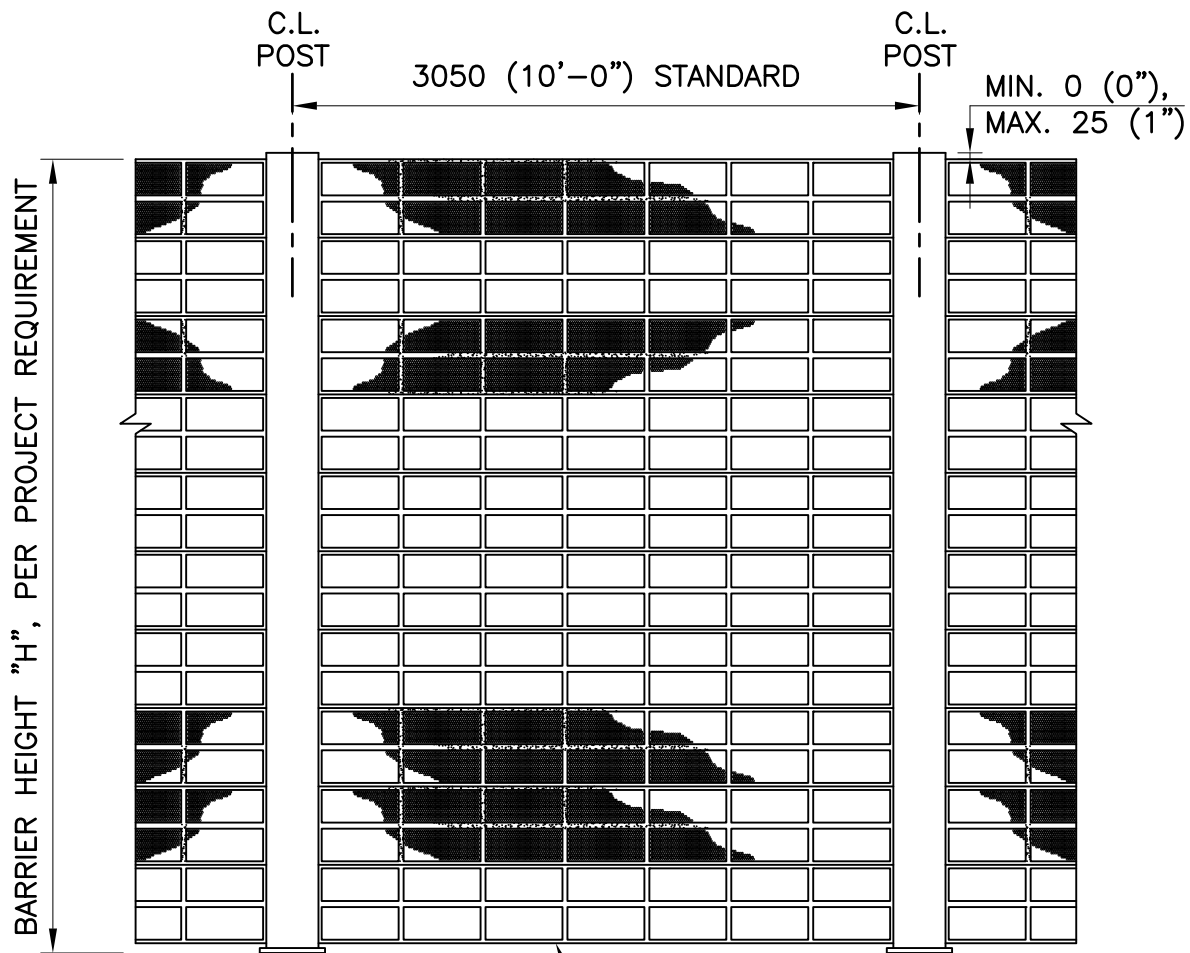 C.L.
POST
C.L.
POST
3050 (10'-0") STANDARD
MIN. 0 (0"),
MAX. 25 (1")
BARRIER HEIGHT "H", PER PROJECT REQUIREMENT